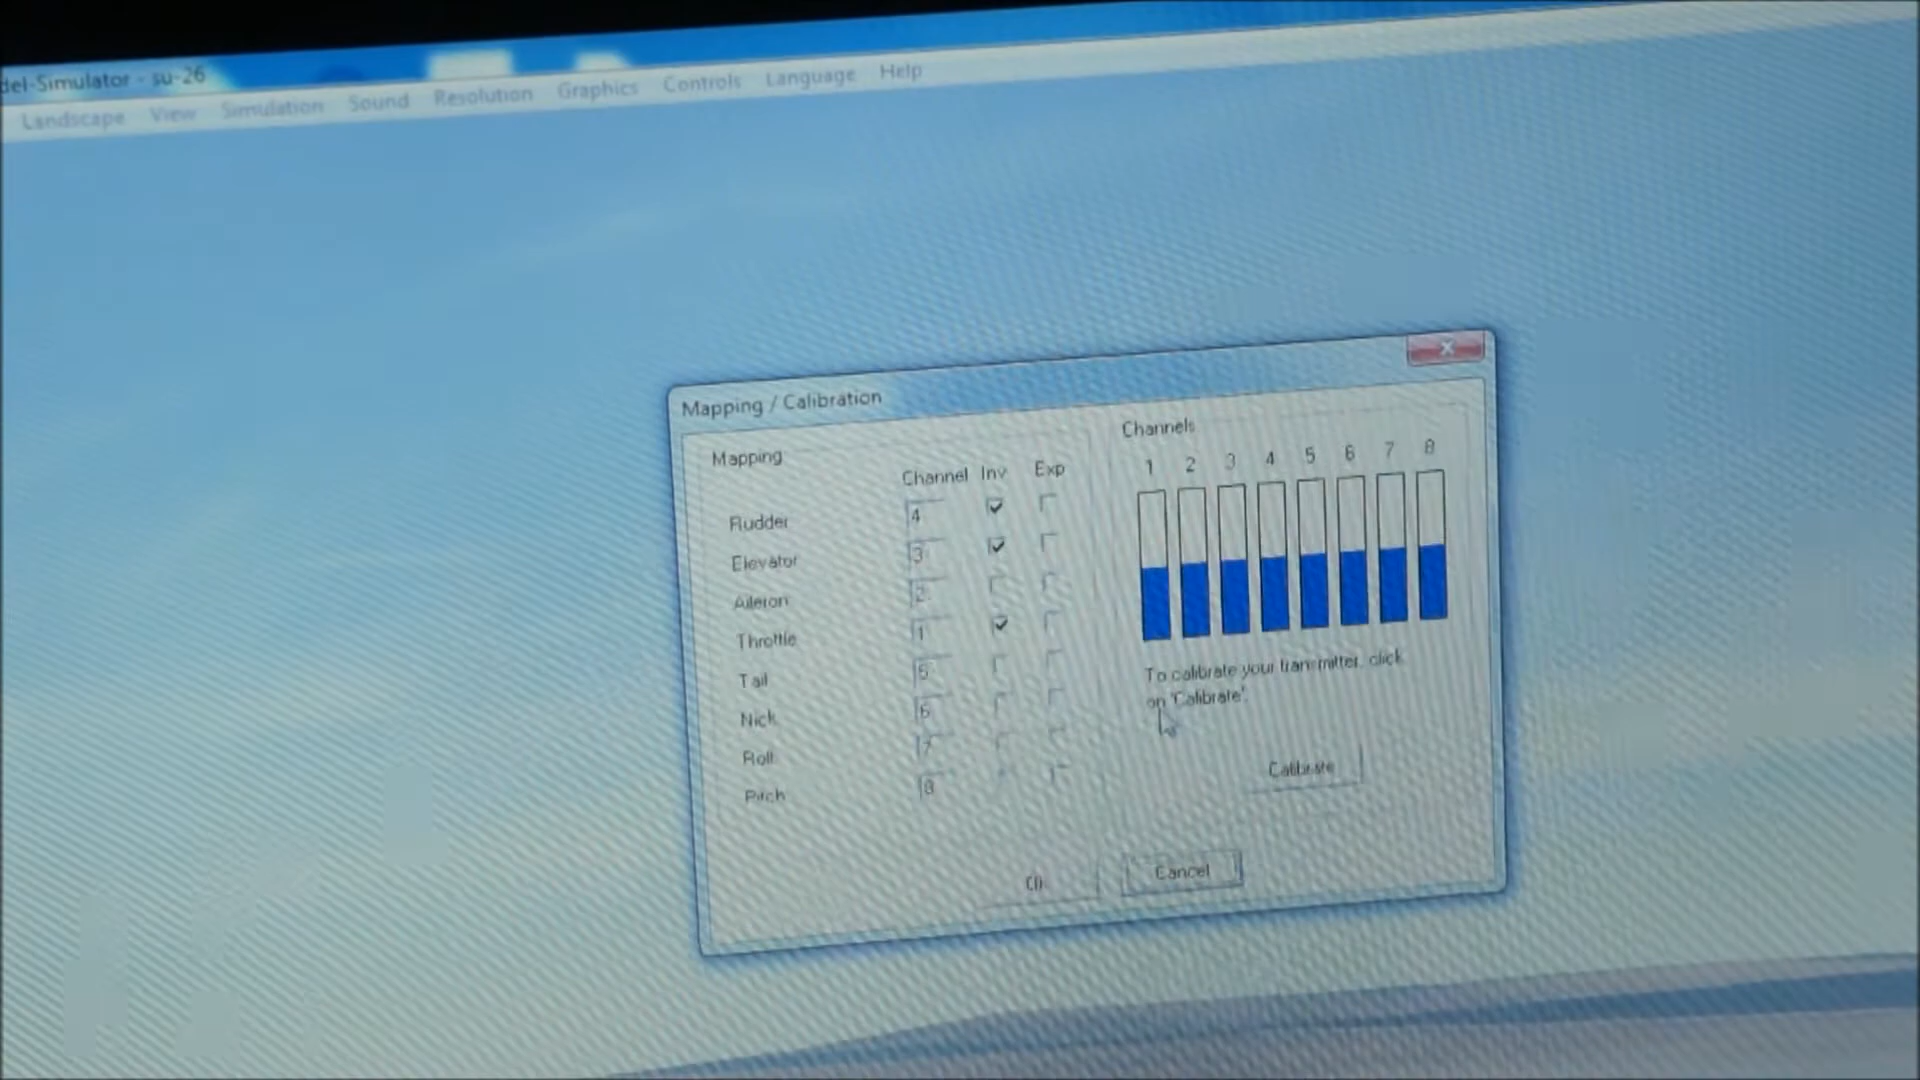 del-Simulator - su-26
Landscape View Simulation Sound Resolution Graphics Controls Language Help
Mapping / Calibration
Mapping
Channel Inv Exp
Rudder 4
Elevator 3
Aileron 2
Throttle 1
Tail 5
Nick 6
Roll 7
Pitch 8
Channels
1 2 3 4 5 6 7 8
To calibrate your transmitter, click
on 'Calibrate'.
Calibrate
Cancel